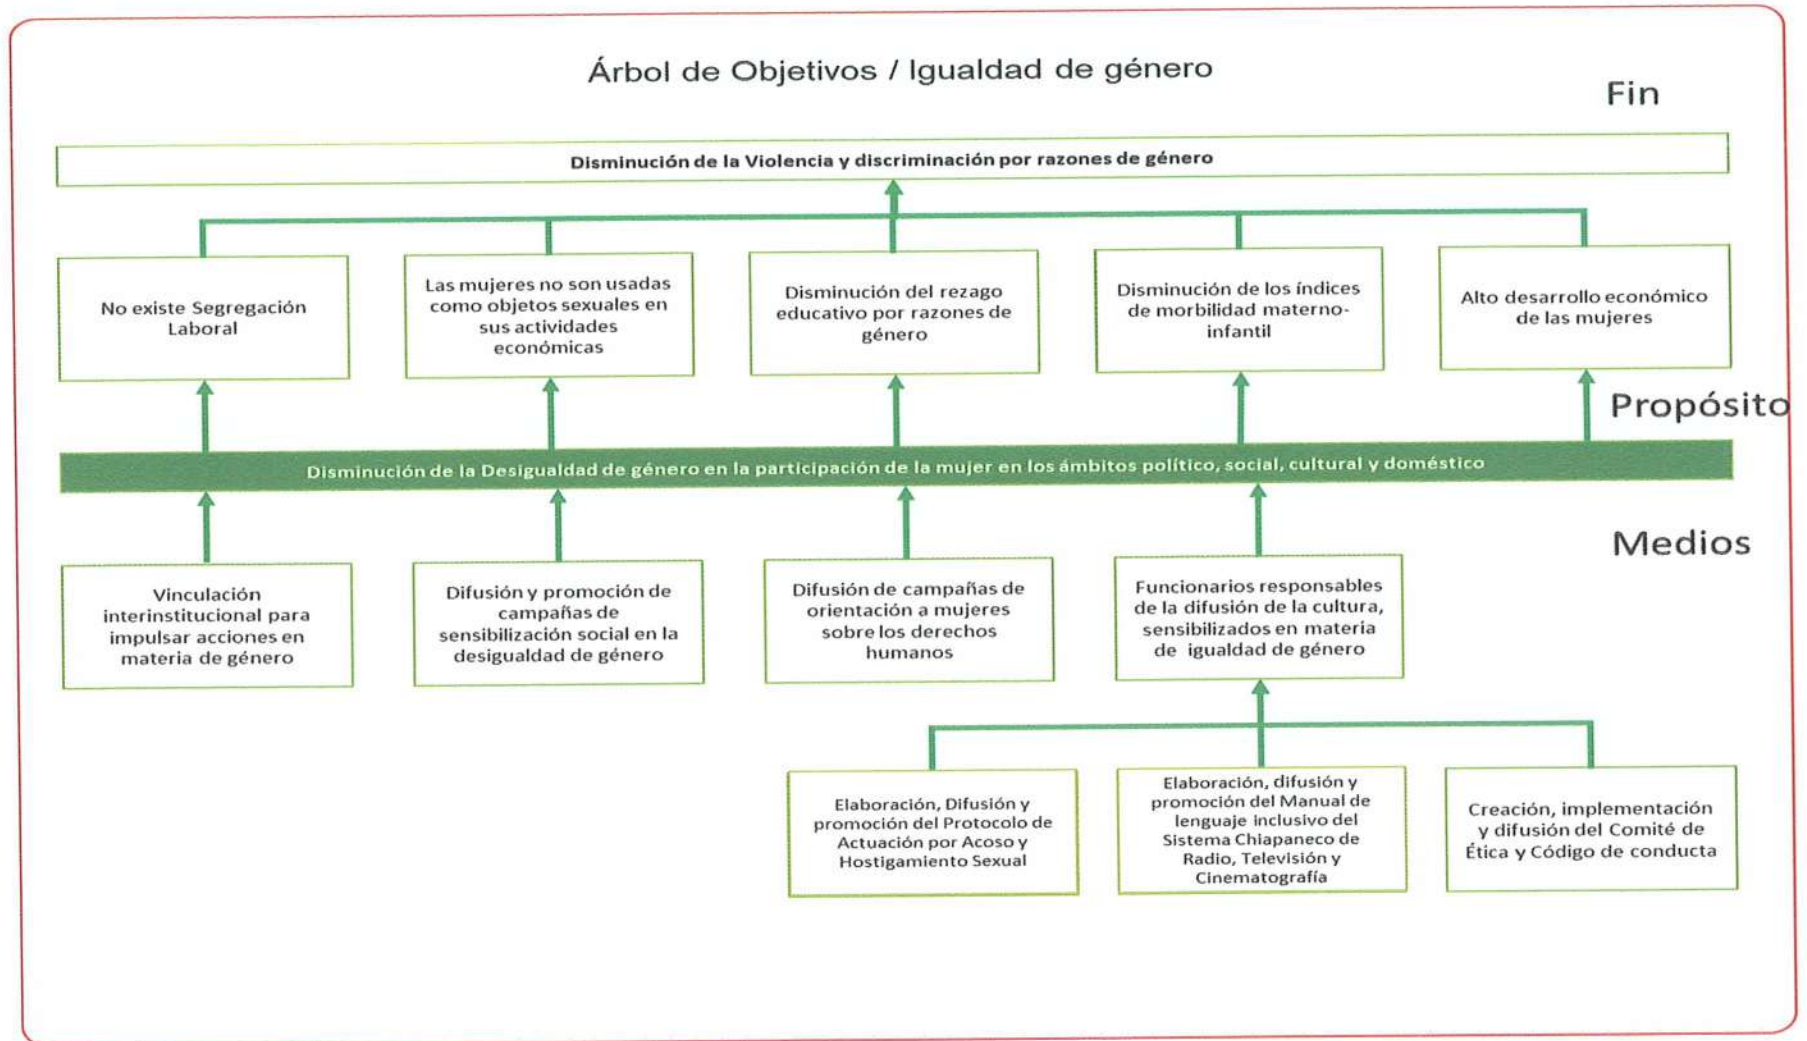 Árbol de Objetivos / Igualdad de género
Fin
Disminución de la Violencia y discriminación por razones de género
No existe Segregación
Laboral
Las mujeres no son usadas
como objetos sexuales en
sus actividades
económicas
Disminución del rezago
educativo por razones de
género
Disminución de los índices
de morbilidad materno-
infantil
Alto desarrollo económico
de las mujeres
Propósito
Disminución de la Desigualdad de género en la participación de la mujer en los ámbitos político, social, cultural y doméstico
Medios
Vinculación
interinstitucional para
impulsar acciones en
materia de género
Difusión y promoción de
campañas de
sensibilización social en la
desigualdad de género
Difusión de campañas de
orientación a mujeres
sobre los derechos
humanos
Funcionarios responsables
de la difusión de la cultura,
sensibilizados en materia
de igualdad de género
Elaboración, Difusión y
promoción del Protocolo de
Actuación por Acoso y
Hostigamiento Sexual
Elaboración, difusión y
promoción del Manual de
lenguaje inclusivo del
Sistema Chiapaneco de
Radio, Televisión y
Cinematografía
Creación, implementación
y difusión del Comité de
Ética y Código de conducta